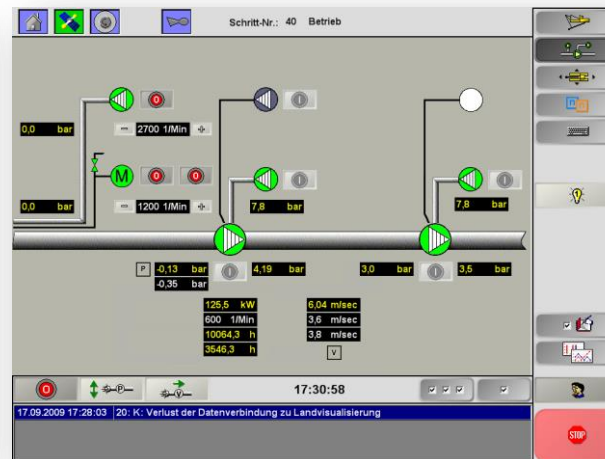 Schritt-Nr.: 40 Betrieb
0,0 bar
2700 1/Min
0,0 bar
M
1200 1/Min
7,8 bar
7,8 bar
P -0,13 bar
-0,35 bar
4,19 bar
3,0 bar
3,5 bar
125,5 kW
600 1/Min
10064,3 h
3546,3 h
6,04 m/sec
3,6 m/sec
3,8 m/sec
V
P
V
17:30:58
17.09.2009 17:28:03 20: K: Verlust der Datenverbindung zu Landvisualisierung
STOP